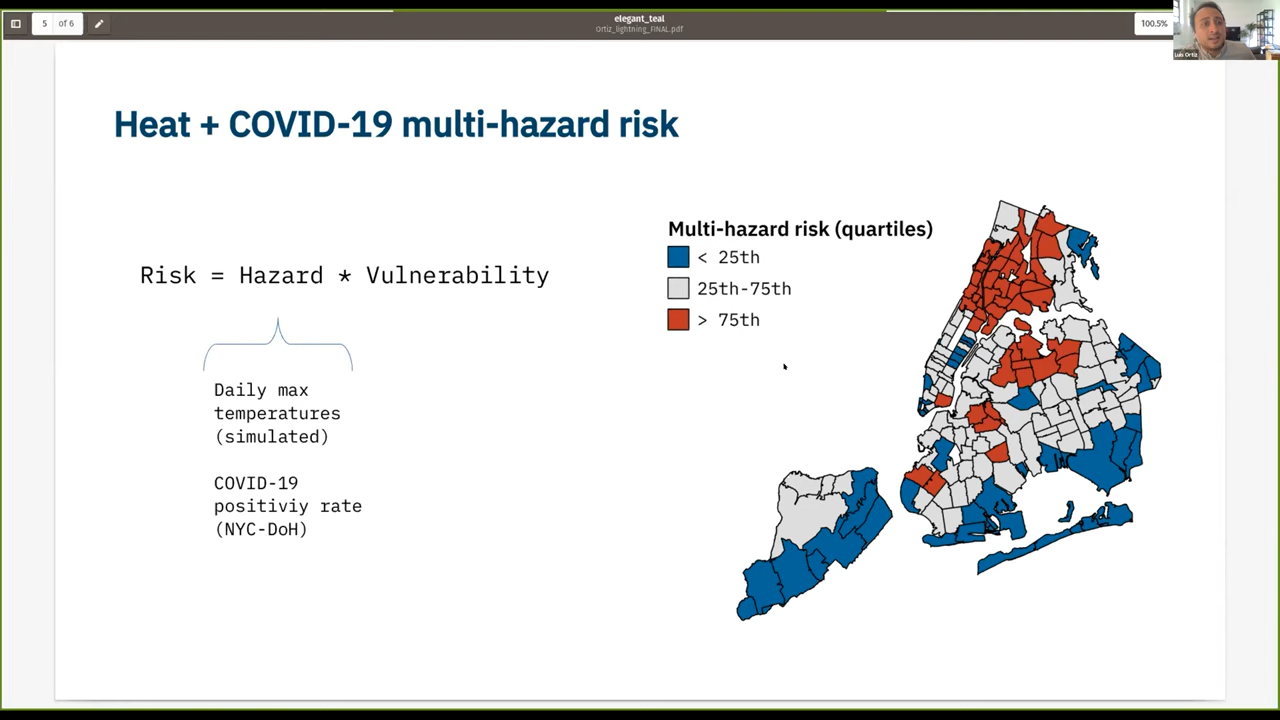 5 of 6
elegant_teal
Ortiz_lightning_FINAL.pdf
100.5%
Luis Ortiz
Heat + COVID-19 multi-hazard risk
Risk = Hazard * Vulnerability
Daily max
temperatures
(simulated)
COVID-19
positiviy rate
(NYC-DoH)
Multi-hazard risk (quartiles)
< 25th
25th-75th
> 75th